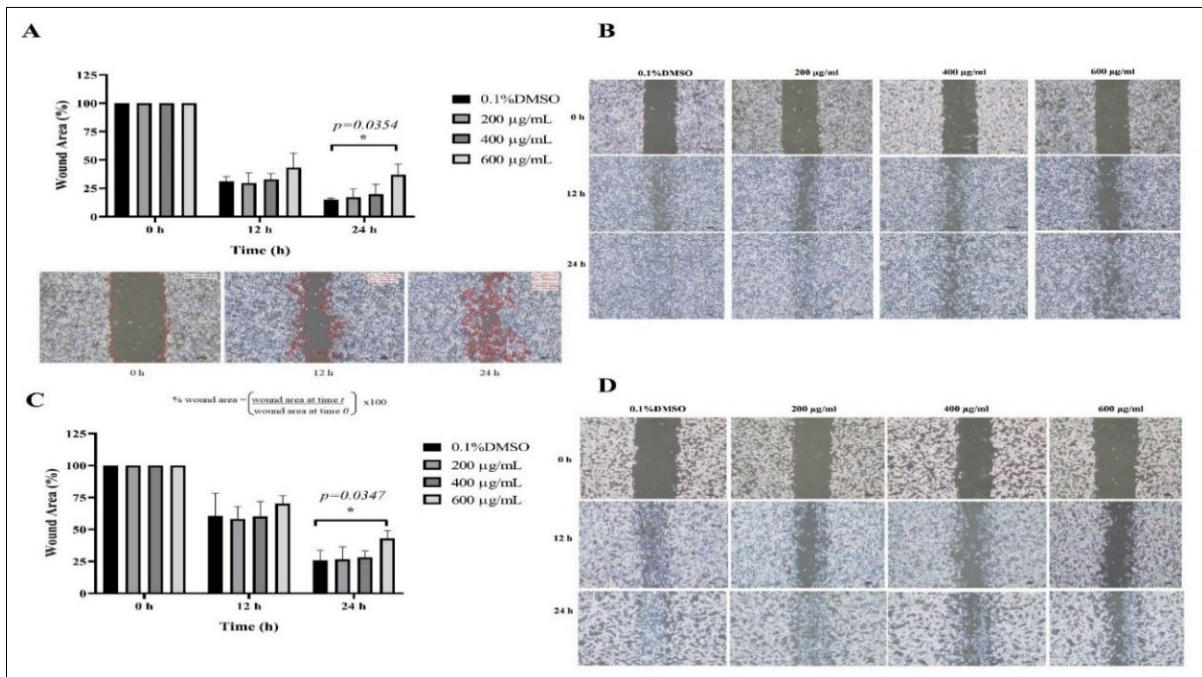 A
125
100
75
50
25
0
Wound Area (%)
0 h
12 h
24 h
Time (h)
0.1%DMSO
200 µg/mL
400 µg/mL
600 µg/mL
p=0.0354
*
0 h
12 h
24 h
% wound area = (wound area at time t
wound area at time 0) x100
B
0.1%DMSO
200 µg/ml
400 µg/ml
600 µg/ml
0 h
12 h
24 h
C
125
100
75
50
25
0
Wound Area (%)
0 h
12 h
24 h
Time (h)
0.1%DMSO
200 µg/mL
400 µg/mL
600 µg/mL
p=0.0347
*
D
0.1%DMSO
200 µg/ml
400 µg/ml
600 µg/ml
0 h
12 h
24 h